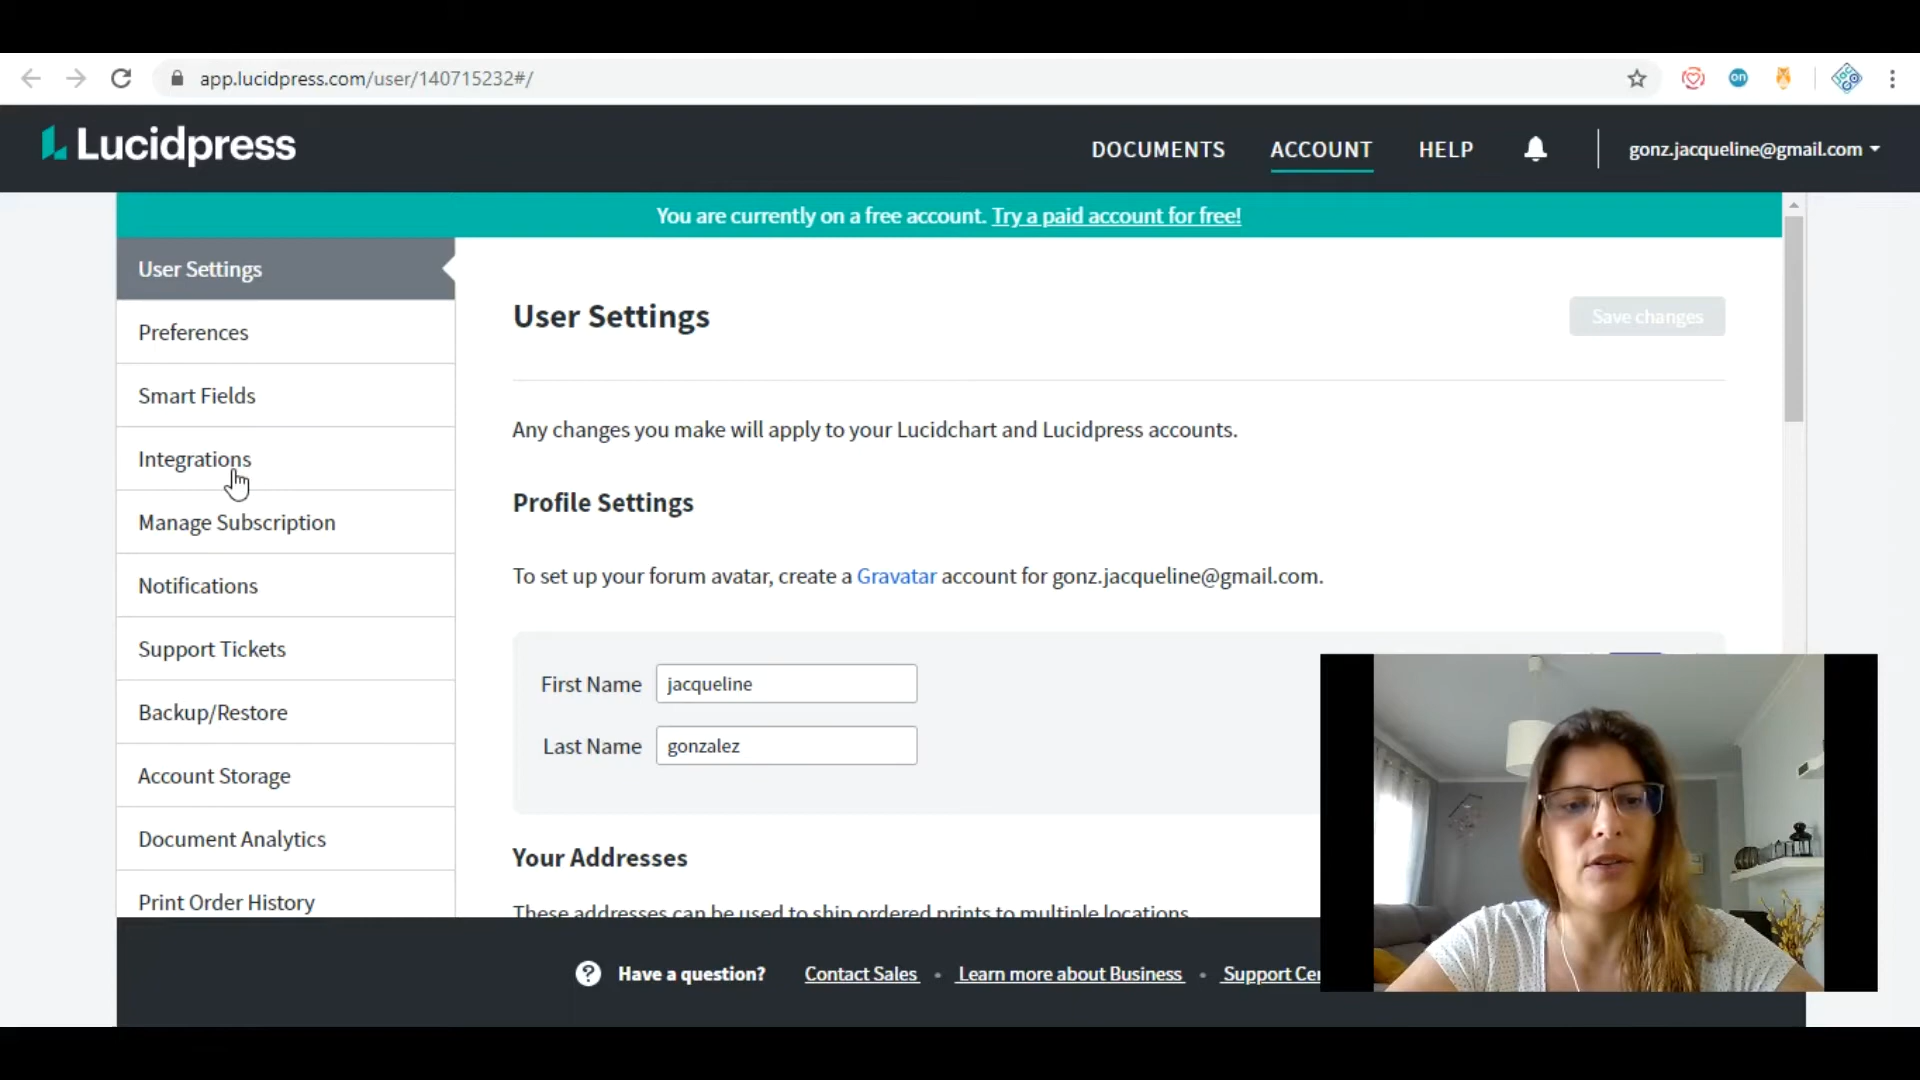 app.lucidpress.com/user/140715232#/
on
Lucidpress
DOCUMENTS ACCOUNT HELP gonz.jacqueline@gmail.com
You are currently on a free account. Try a paid account for free!
User Settings
Preferences
Smart Fields
Integrations
Manage Subscription
Notifications
Support Tickets
Backup/Restore
Account Storage
Document Analytics
Print Order History
User Settings
Save changes
Any changes you make will apply to your Lucidchart and Lucidpress accounts.
Profile Settings
To set up your forum avatar, create a Gravatar account for gonz.jacqueline@gmail.com.
First Name jacqueline
Last Name gonzalez
Your Addresses
These addresses can be used to ship ordered prints to multiple locations
? Have a question? Contact Sales • Learn more about Business • Support Ce